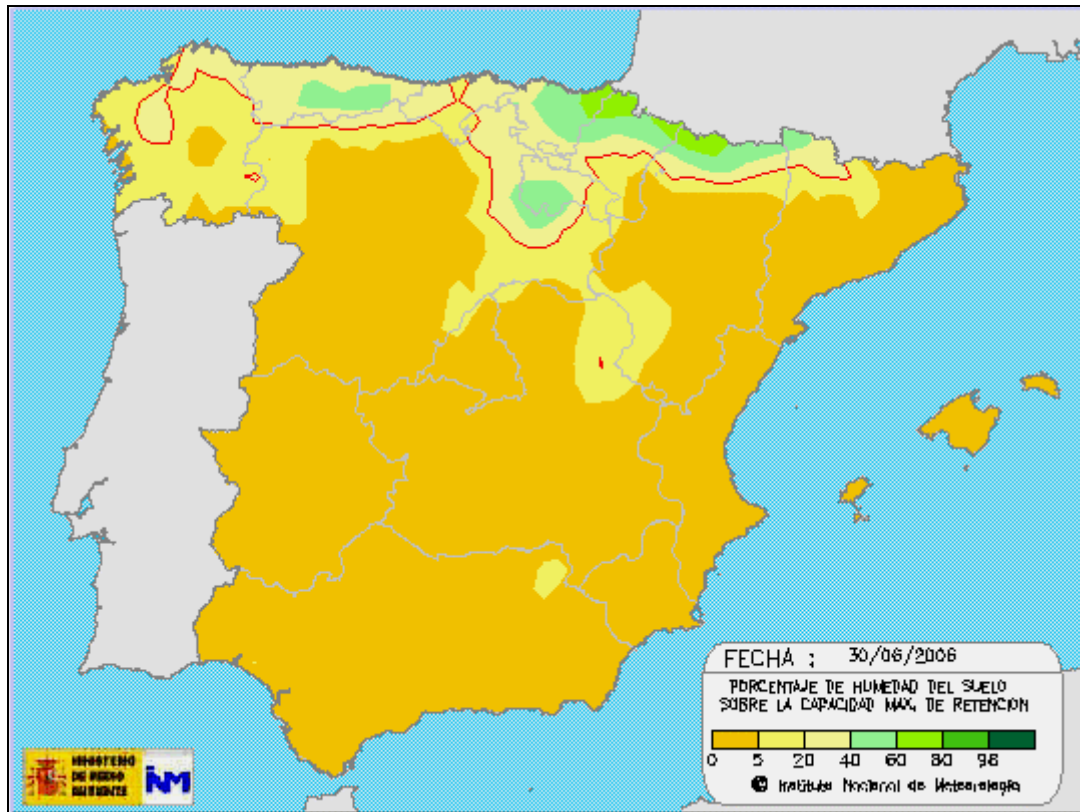 FECHA : 30/06/2006
PORCENTAJE DE HUMEDAD DEL SUELO
SOBRE LA CAPACIDAD MAX. DE RETENCION
0 5 20 40 60 80 98
© Instituto Nacional de Meteorología
MINISTERIO
DE MEDIO
AMBIENTE
INM